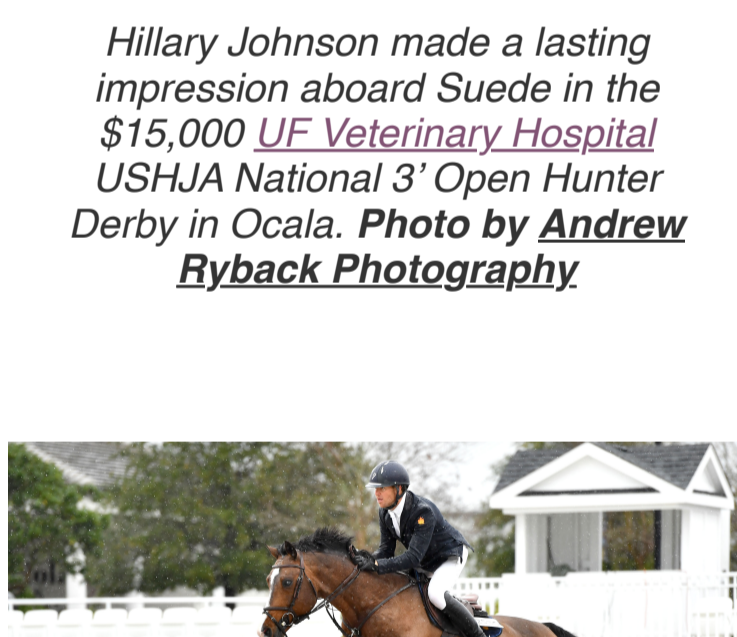 Hillary Johnson made a lasting
impression aboard Suede in the
$15,000 UF Veterinary Hospital
USHJA National 3’ Open Hunter
Derby in Ocala. Photo by Andrew
Ryback Photography